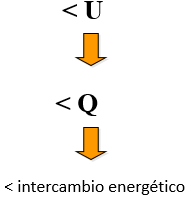 < U
< Q
< intercambio energético